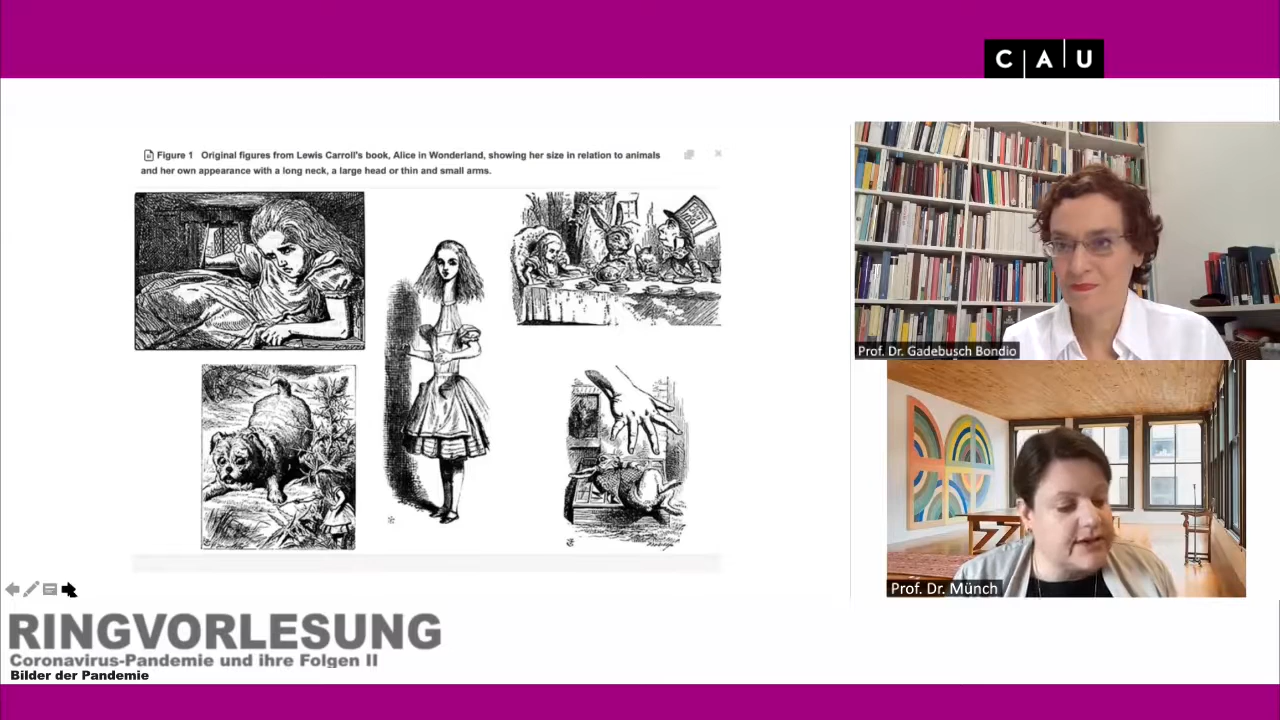 C A U
Figure 1 Original figures from Lewis Carroll's book, Alice in Wonderland, showing her size in relation to animals
and her own appearance with a long neck, a large head or thin and small arms.
Prof. Dr. Gadebusch Bondio
Prof. Dr. Münch
RINGVORLESUNG
Coronavirus-Pandemie und ihre Folgen II
Bilder der Pandemie